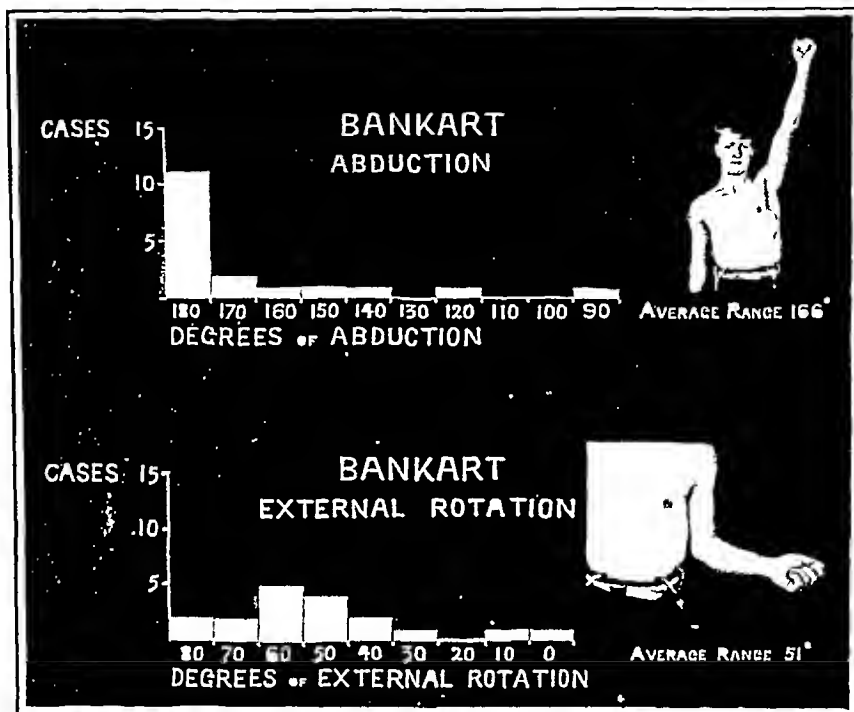 BANKART
ABDUCTION
CASES
15
10
5
180 170 160 150 140 130 120 110 100 90
DEGREES OF ABDUCTION
AVERAGE RANGE 166°
BANKART
EXTERNAL ROTATION
CASES
15
10
5
80 70 60 50 40 30 20 10 0
DEGREES OF EXTERNAL ROTATION
AVERAGE RANGE 51°